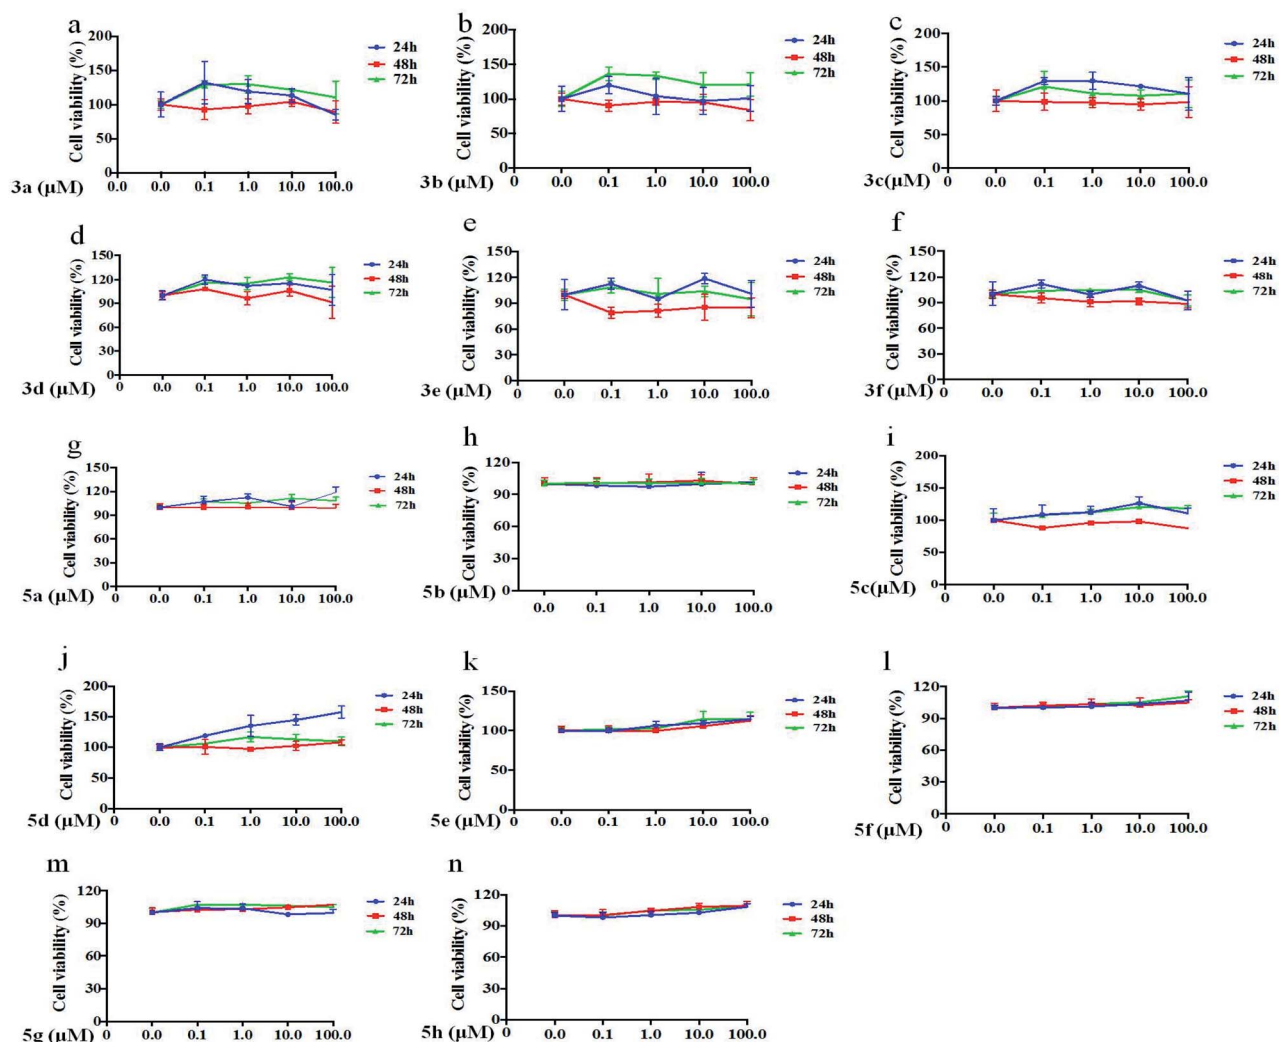 a
200
150
100
50
0
Cell viability (%)
24h
48h
72h
3a (μM)
0.0 0.0 0.1 1.0 10.0 100.0
b
200
150
100
50
0
Cell viability (%)
24h
48h
72h
3b (μM)
0 0.0 0.1 1.0 10.0 100.0
c
200
150
100
50
0
Cell viability (%)
24h
48h
72h
3c(μM)
0 0.0 0.1 1.0 10.0 100.0
d
150
120
90
60
30
0
Cell viability (%)
24h
48h
72h
3d (μM)
0 0.0 0.1 1.0 10.0 100.0
e
150
120
90
60
30
0
Cell viability (%)
24h
48h
72h
3e (μM)
0 0.0 0.1 1.0 10.0 100.0
f
150
120
90
60
30
0
Cell viability (%)
24h
48h
72h
3f (μM)
0 0.0 0.1 1.0 10.0 100.0
g
150
120
90
60
30
0
Cell viability (%)
24h
48h
72h
5a (μM)
0 0.0 0.1 1.0 10.0 100.0
h
120
90
60
30
0
Cell viability (%)
24h
48h
72h
5b (μM)
0 0.0 0.1 1.0 10.0 100.0
i
200
150
100
50
0
Cell viability (%)
24h
48h
72h
5c(μM)
0 0.0 0.1 1.0 10.0 100.0
j
200
150
100
50
0
Cell viability (%)
24h
48h
72h
5d (μM)
0 0.0 0.1 1.0 10.0 100.0
k
150
100
50
0
Cell viability (%)
24h
48h
72h
5e (μM)
0 0.0 0.1 1.0 10.0 100.0
l
120
90
60
30
0
Cell viability (%)
24h
48h
72h
5f (μM)
0 0.0 0.1 1.0 10.0 100.0
m
120
90
60
30
0
Cell viability (%)
24h
48h
72h
5g (μM)
0 0.0 0.1 1.0 10.0 100.0
n
120
90
60
30
0
Cell viability (%)
24h
48h
72h
5h (μM)
0 0.0 0.1 1.0 10.0 100.0